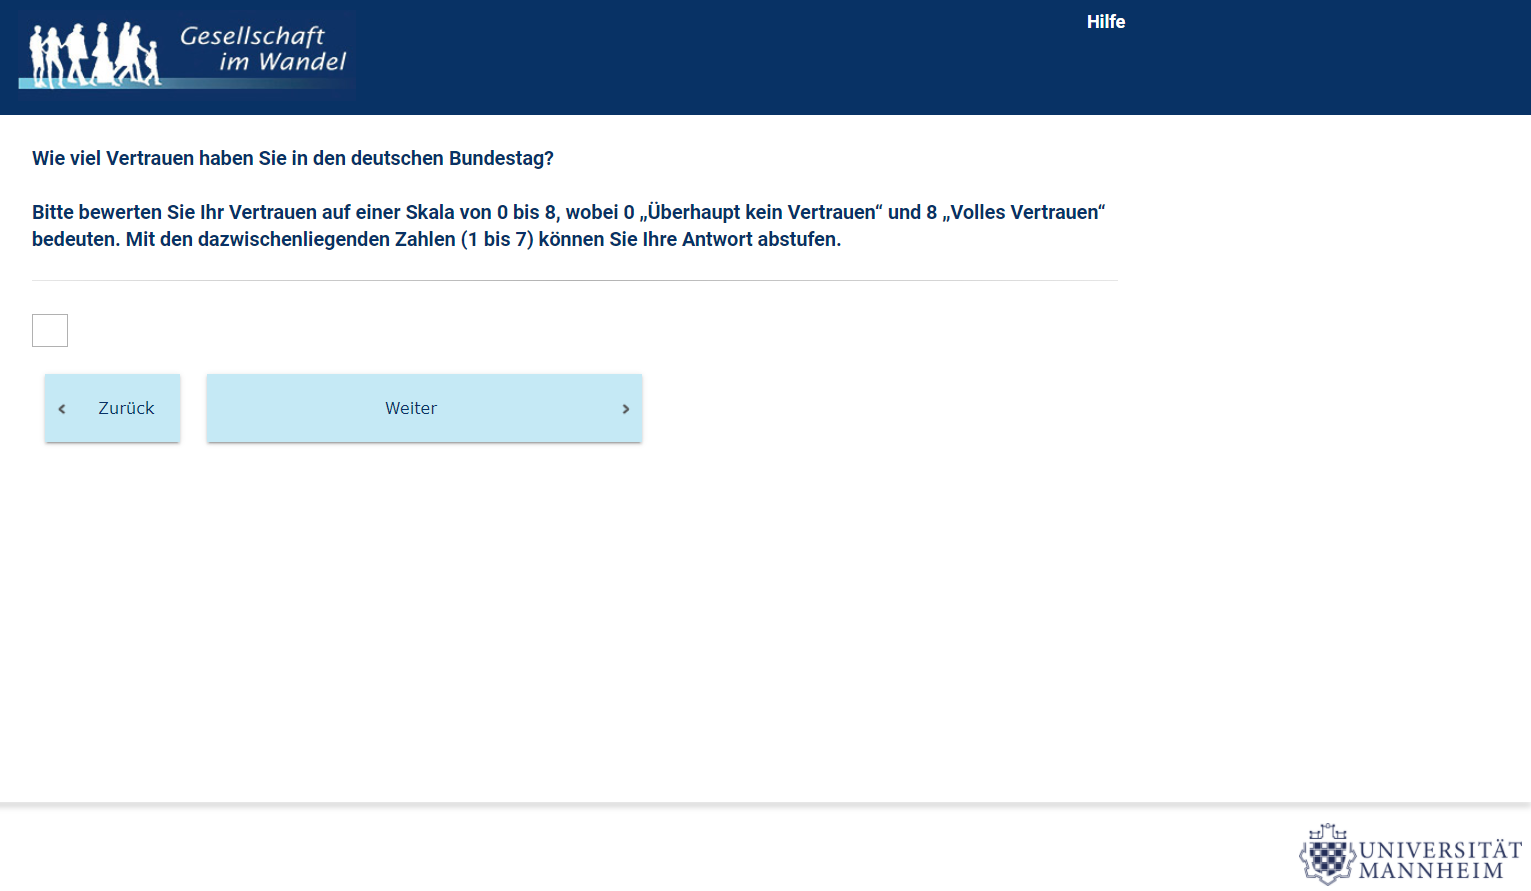 Gesellschaft
im Wandel
Hilfe
Wie viel Vertrauen haben Sie in den deutschen Bundestag?
Bitte bewerten Sie Ihr Vertrauen auf einer Skala von 0 bis 8, wobei 0 „Überhaupt kein Vertrauen“ und 8 „Volles Vertrauen“
bedeuten. Mit den dazwischenliegenden Zahlen (1 bis 7) können Sie Ihre Antwort abstufen.
Zurück
Weiter
UNIVERSITÄT
MANNHEIM